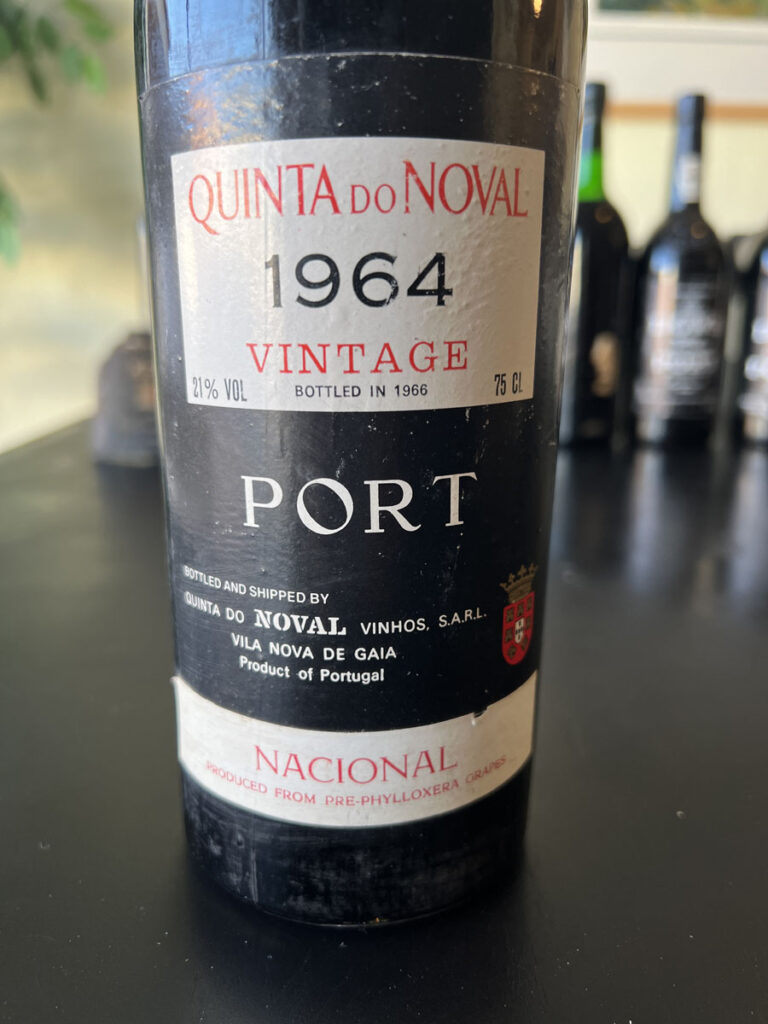 QUINTA DO NOVAL
1964
VINTAGE
21% VOL BOTTLED IN 1966 75 CL
PORT
BOTTLED AND SHIPPED BY
QUINTA DO NOVAL VINHOS, S.A.R.L.
VILA NOVA DE GAIA
Product of Portugal
NACIONAL
PRODUCED FROM PRE-PHYLLOXERA GRAPES